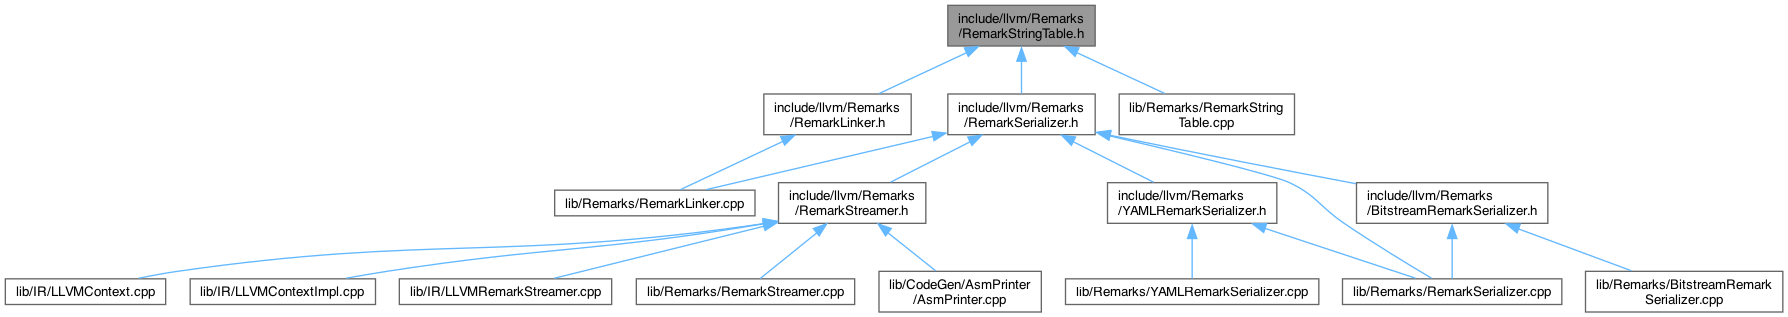 include/llvm/Remarks
/RemarkStringTable.h
include/llvm/Remarks
/RemarkLinker.h
include/llvm/Remarks
/RemarkSerializer.h
lib/Remarks/RemarkString
Table.cpp
lib/Remarks/RemarkLinker.cpp
include/llvm/Remarks
/RemarkStreamer.h
include/llvm/Remarks
/YAMLRemarkSerializer.h
include/llvm/Remarks
/BitstreamRemarkSerializer.h
lib/IR/LLVMContext.cpp
lib/IR/LLVMContextImpl.cpp
lib/IR/LLVMRemarkStreamer.cpp
lib/Remarks/RemarkStreamer.cpp
lib/CodeGen/AsmPrinter
/AsmPrinter.cpp
lib/Remarks/YAMLRemarkSerializer.cpp
lib/Remarks/RemarkSerializer.cpp
lib/Remarks/BitstreamRemark
Serializer.cpp